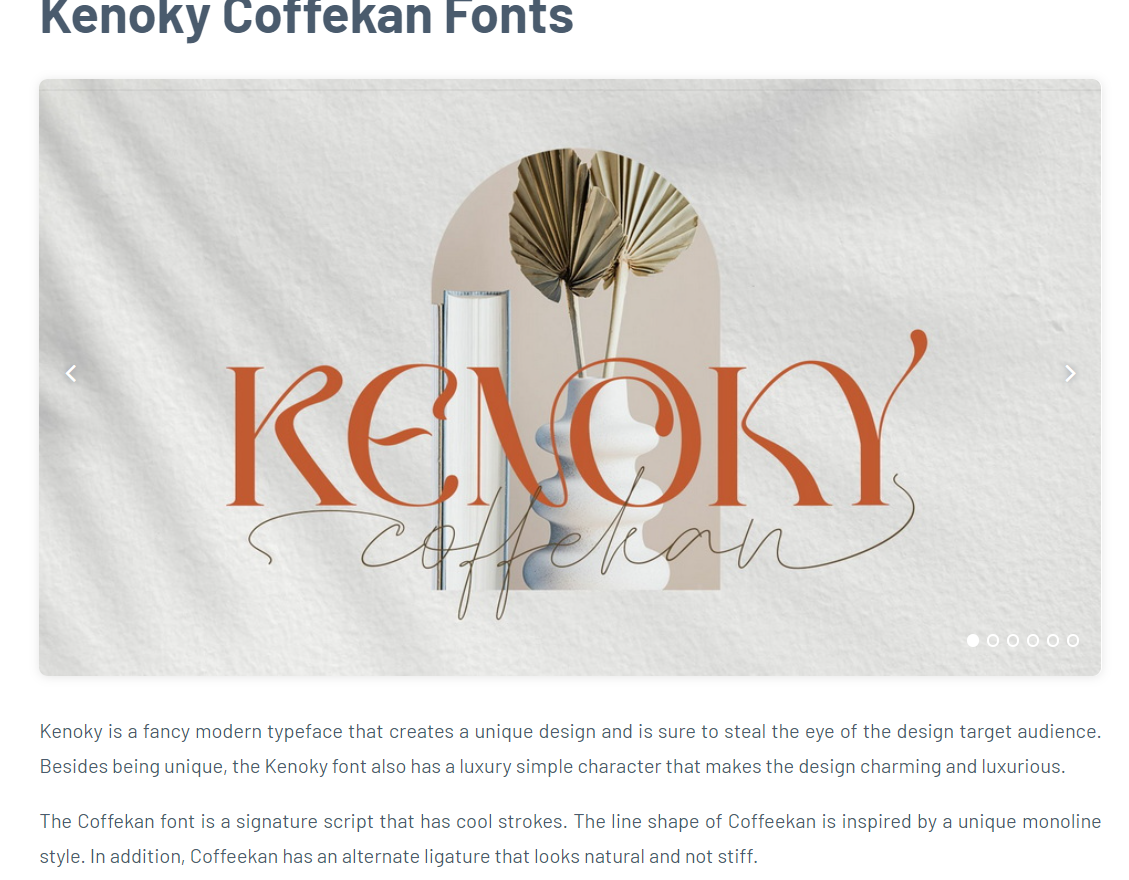 Kenoky Coffekan Fonts
KENOKY
coffekan
Kenoky is a fancy modern typeface that creates a unique design and is sure to steal the eye of the design target audience.
Besides being unique, the Kenoky font also has a luxury simple character that makes the design charming and luxurious.
The Coffekan font is a signature script that has cool strokes. The line shape of Coffeekan is inspired by a unique monoline
style. In addition, Coffeekan has an alternate ligature that looks natural and not stiff.